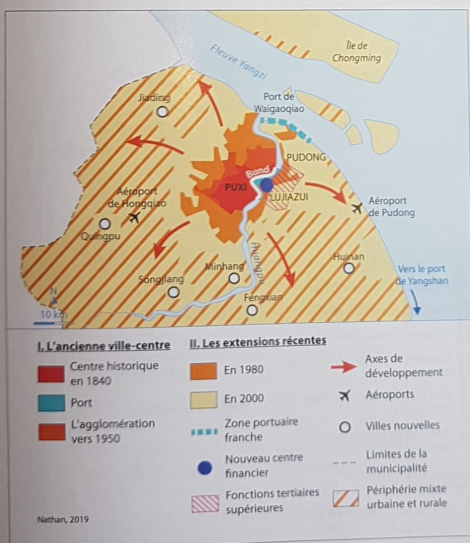 Fleuve Yangzi
Île de
Chongming
Jiading
Port de
Waigaoqiao
PUDONG
Bund
PUXI
LUJIAZUI
Aéroport
de Hongqiao
Aéroport
de Pudong
Quingpu
Huangpu
Huinan
Minhang
Songjiang
Fengxian
Vers le port
de Yangshan
N
10 km
I. L'ancienne ville-centre
Centre historique
en 1840
Port
L'agglomération
vers 1950
II. Les extensions récentes
En 1980
En 2000
Zone portuaire
franche
Nouveau centre
financier
Fonctions tertiaires
supérieures
Axes de
développement
Aéroports
Villes nouvelles
Limites de la
municipalité
Périphérie mixte
urbaine et rurale
Nathan, 2019